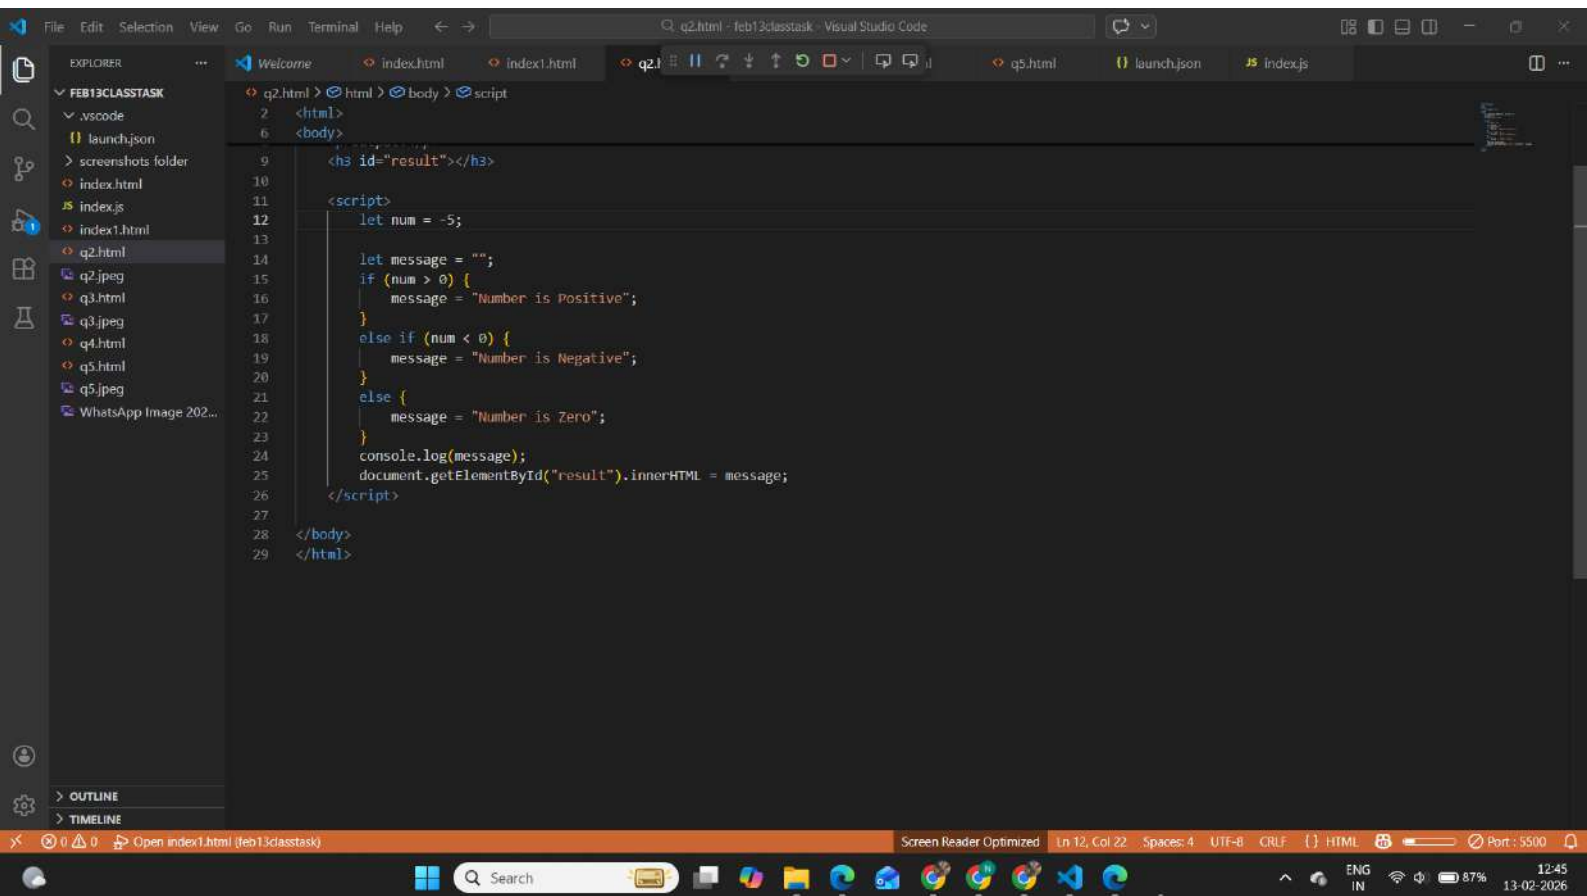 File Edit Selection View Go Run Terminal Help
q2.html - feb13classtask - Visual Studio Code
EXPLORER
Welcome
index.html
index1.html
q2.h
q5.html
launch.json
JS index.js
FEB13CLASSTASK
.vscode
{} launch.json
screenshots folder
index.html
JS index.js
index1.html
q2.html
q2.jpeg
q3.html
q3.jpeg
q4.html
q5.html
q5.jpeg
WhatsApp Image 202...
OUTLINE
TIMELINE
q2.html > html > body > script
2 <html>
6 <body>
9 <h3 id="result"></h3>
10
11 <script>
12 let num = -5;
13
14 let message = "";
15 if (num > 0) {
16 message = "Number is Positive";
17 }
18 else if (num < 0) {
19 message = "Number is Negative";
20 }
21 else {
22 message = "Number is Zero";
23 }
24 console.log(message);
25 document.getElementById("result").innerHTML = message;
26 </script>
27
28 </body>
29 </html>
0 0 Open index1.html (feb13classtask)
Screen Reader Optimized Ln 12, Col 22 Spaces: 4 UTF-8 CRLF {} HTML Port : 5500
Search
ENG
IN
87%
12:45
13-02-2026